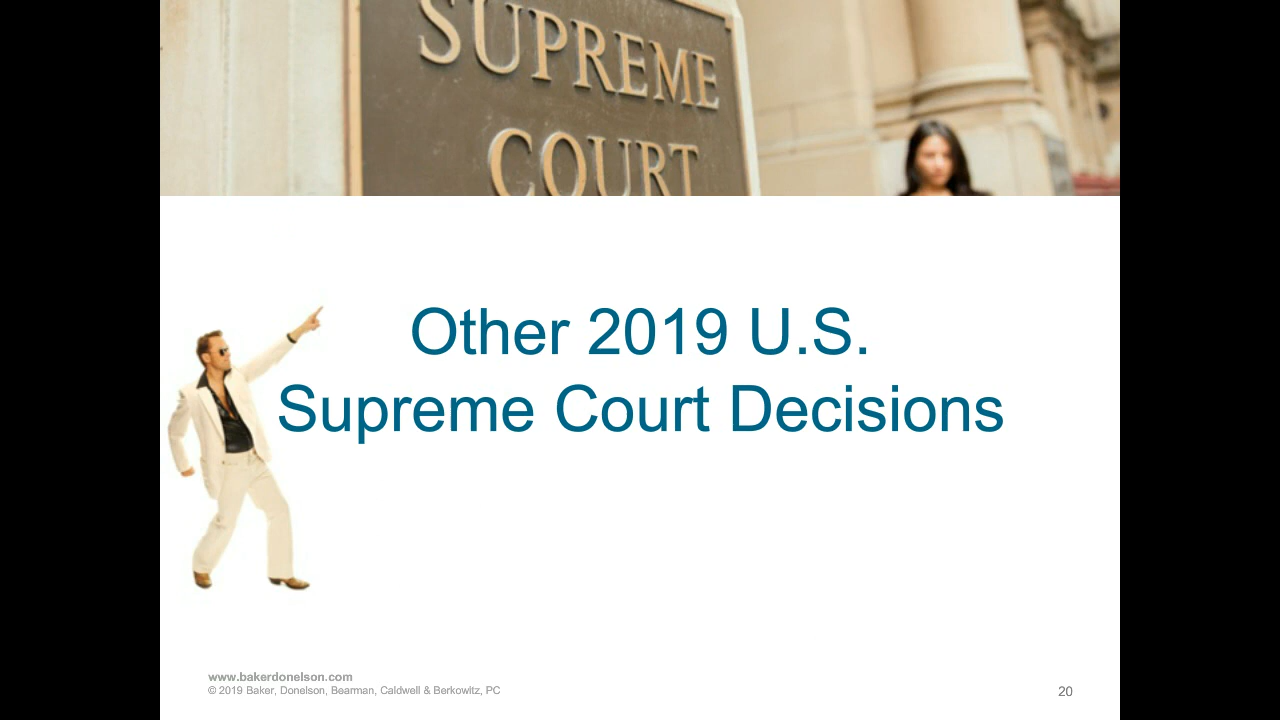 SUPREME
COURT
Other 2019 U.S.
Supreme Court Decisions
www.bakerdonelson.com
© 2019 Baker, Donelson, Bearman, Caldwell & Berkowitz, PC
20